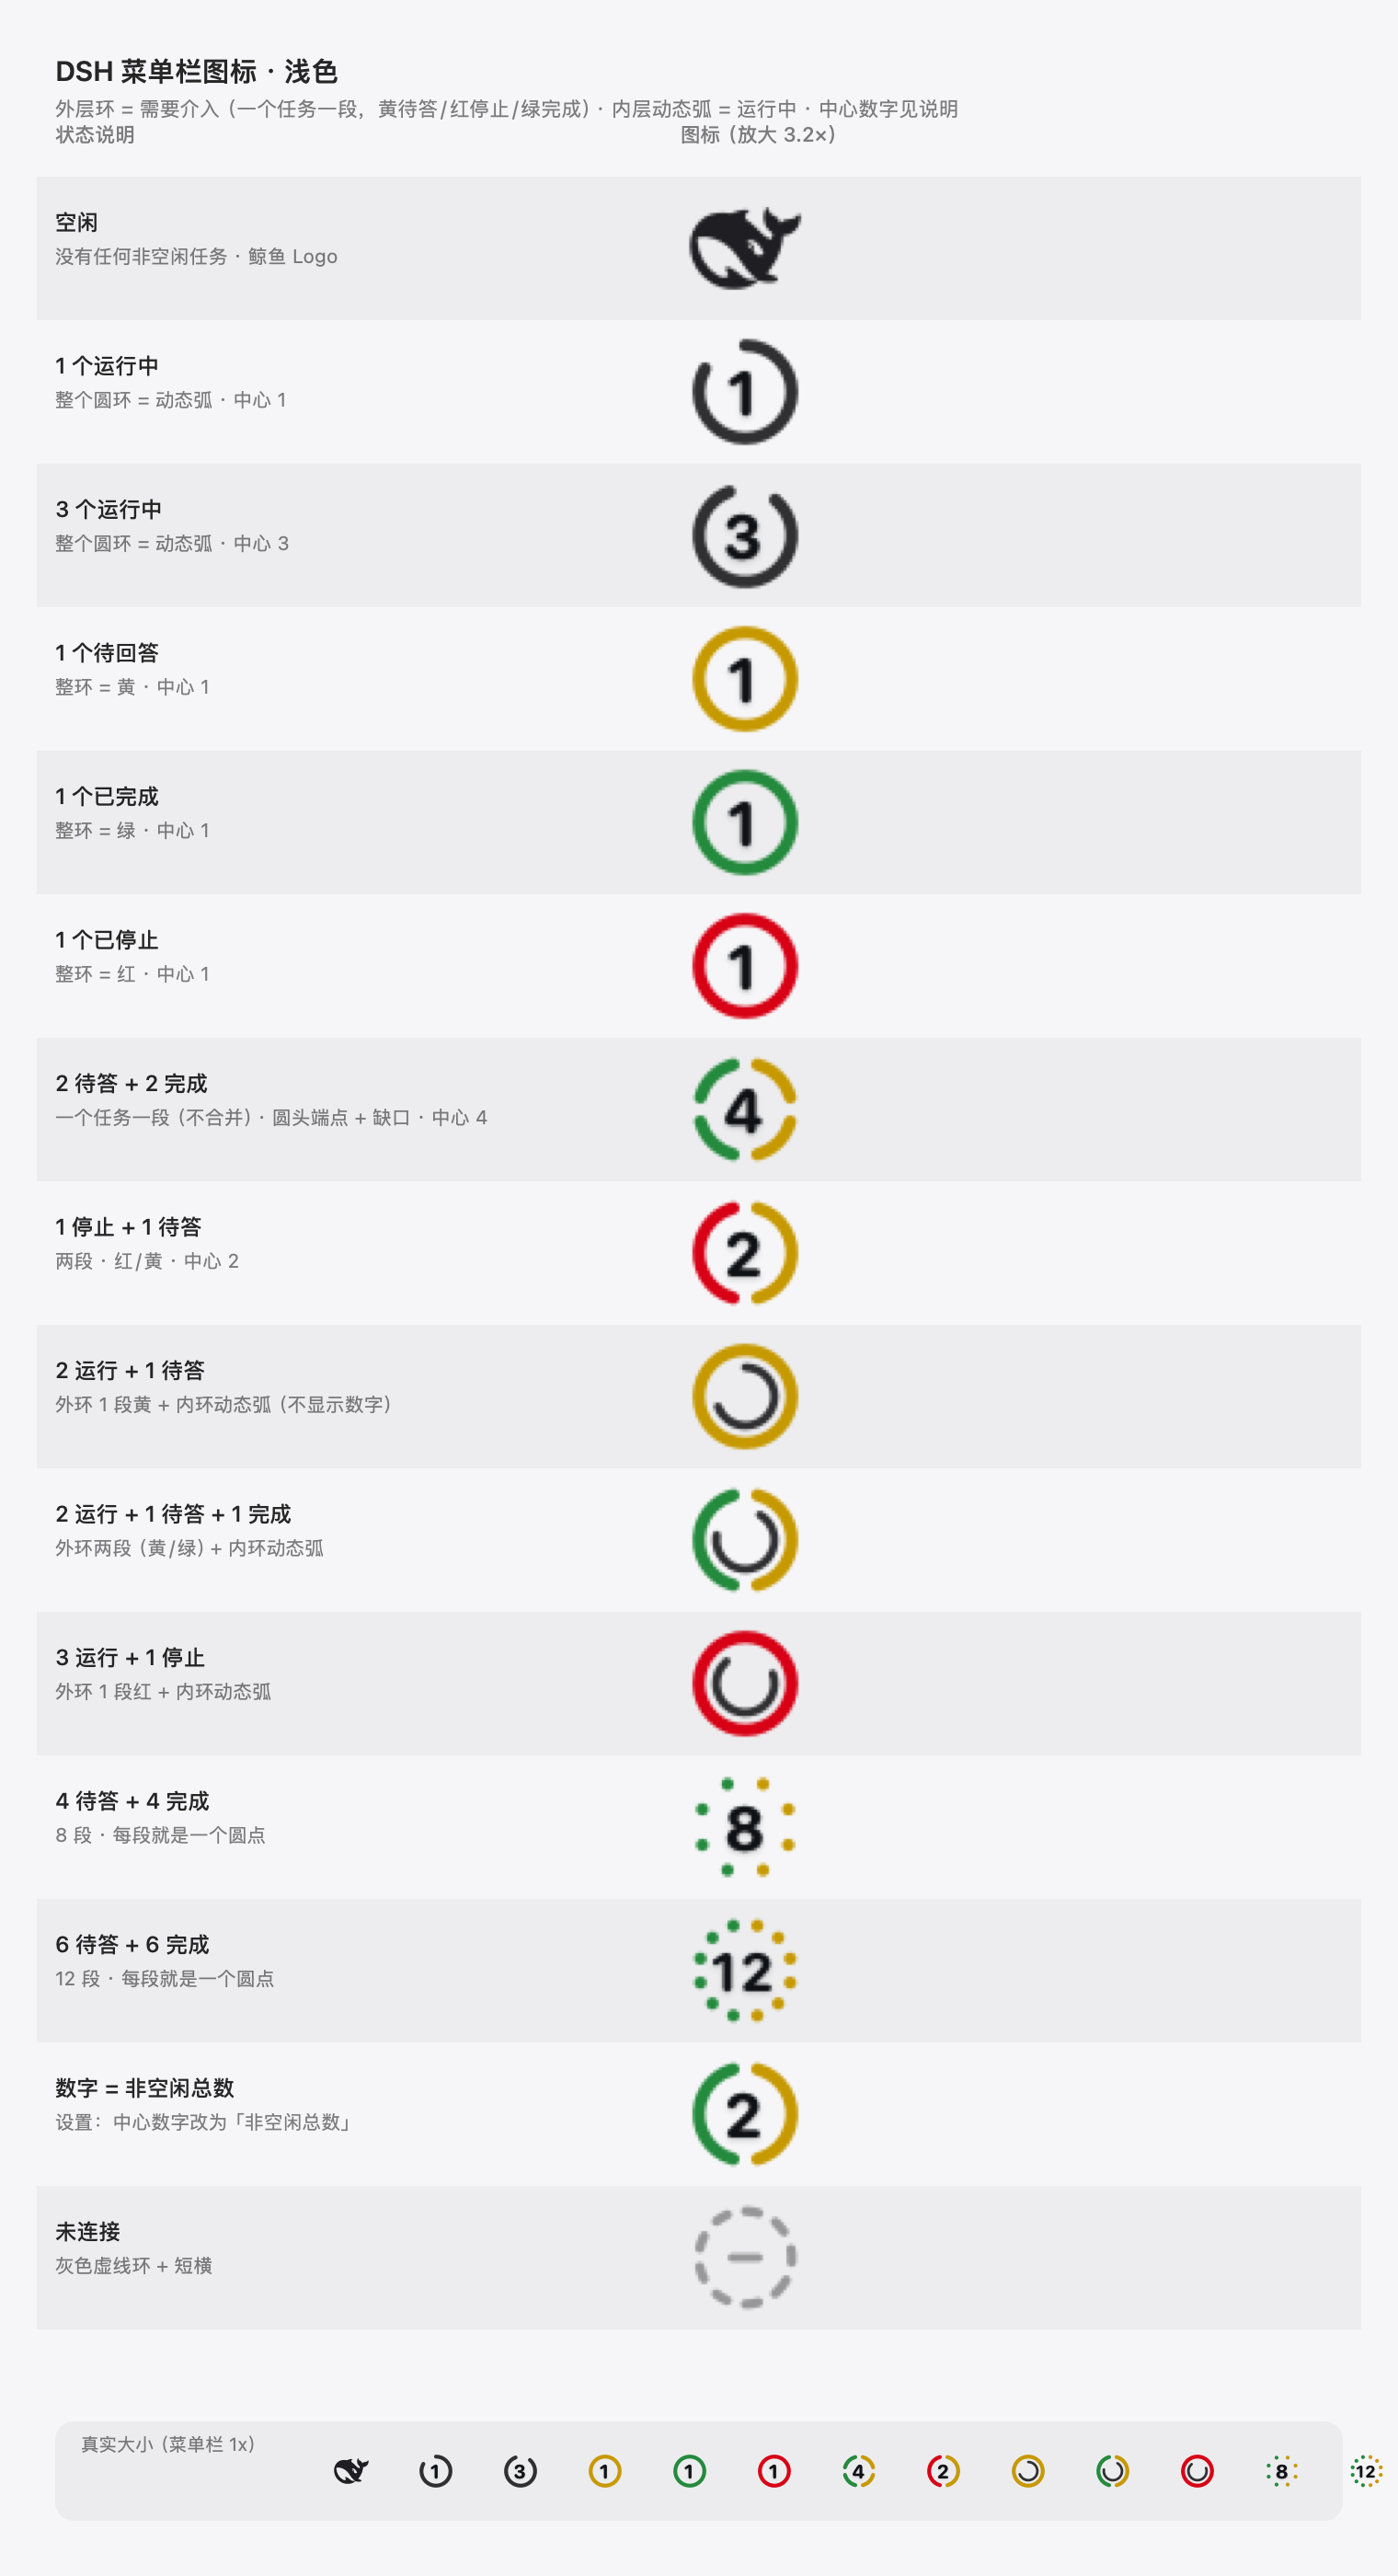 DSH 菜单栏图标 · 浅色
外层环 = 需要介入（一个任务一段，黄待答/红停止/绿完成）· 内层动态弧 = 运行中 · 中心数字见说明
状态说明 图标（放大 3.2×）
空闲
没有任何非空闲任务 · 鲸鱼 Logo
1 个运行中
整个圆环 = 动态弧 · 中心 1
1
3 个运行中
整个圆环 = 动态弧 · 中心 3
3
1 个待回答
整环 = 黄 · 中心 1
1
1 个已完成
整环 = 绿 · 中心 1
1
1 个已停止
整环 = 红 · 中心 1
1
2 待答 + 2 完成
一个任务一段（不合并）· 圆头端点 + 缺口 · 中心 4
4
1 停止 + 1 待答
两段 · 红/黄 · 中心 2
2
2 运行 + 1 待答
外环 1 段黄 + 内环动态弧（不显示数字）
2 运行 + 1 待答 + 1 完成
外环两段（黄/绿）+ 内环动态弧
3 运行 + 1 停止
外环 1 段红 + 内环动态弧
4 待答 + 4 完成
8 段 · 每段就是一个圆点
8
6 待答 + 6 完成
12 段 · 每段就是一个圆点
12
数字 = 非空闲总数
设置：中心数字改为「非空闲总数」
2
未连接
灰色虚线环 + 短横
真实大小（菜单栏 1x）
1 3 1 1 1 4 2 8 12